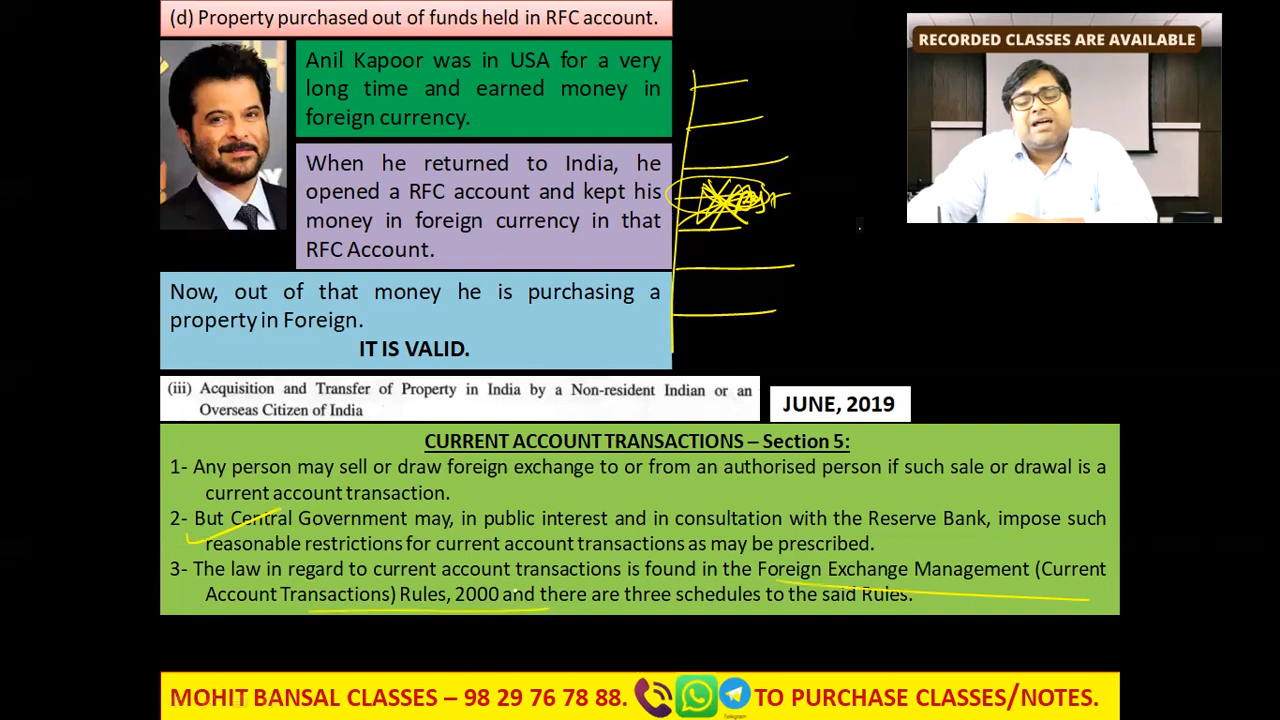 (d) Property purchased out of funds held in RFC account.
RECORDED CLASSES ARE AVAILABLE
Anil Kapoor was in USA for a very
long time and earned money in
foreign currency.
When he returned to India, he
opened a RFC account and kept his
money in foreign currency in that
RFC Account.
Now, out of that money he is purchasing a
property in Foreign.
IT IS VALID.
(iii) Acquisition and Transfer of Property in India by a Non-resident Indian or an
Overseas Citizen of India
JUNE, 2019
CURRENT ACCOUNT TRANSACTIONS – Section 5:
1- Any person may sell or draw foreign exchange to or from an authorised person if such sale or drawal is a
current account transaction.
2- But Central Government may, in public interest and in consultation with the Reserve Bank, impose such
reasonable restrictions for current account transactions as may be prescribed.
3- The law in regard to current account transactions is found in the Foreign Exchange Management (Current
Account Transactions) Rules, 2000 and there are three schedules to the said Rules.
MOHIT BANSAL CLASSES – 98 29 76 78 88. TO PURCHASE CLASSES/NOTES.
Telegram